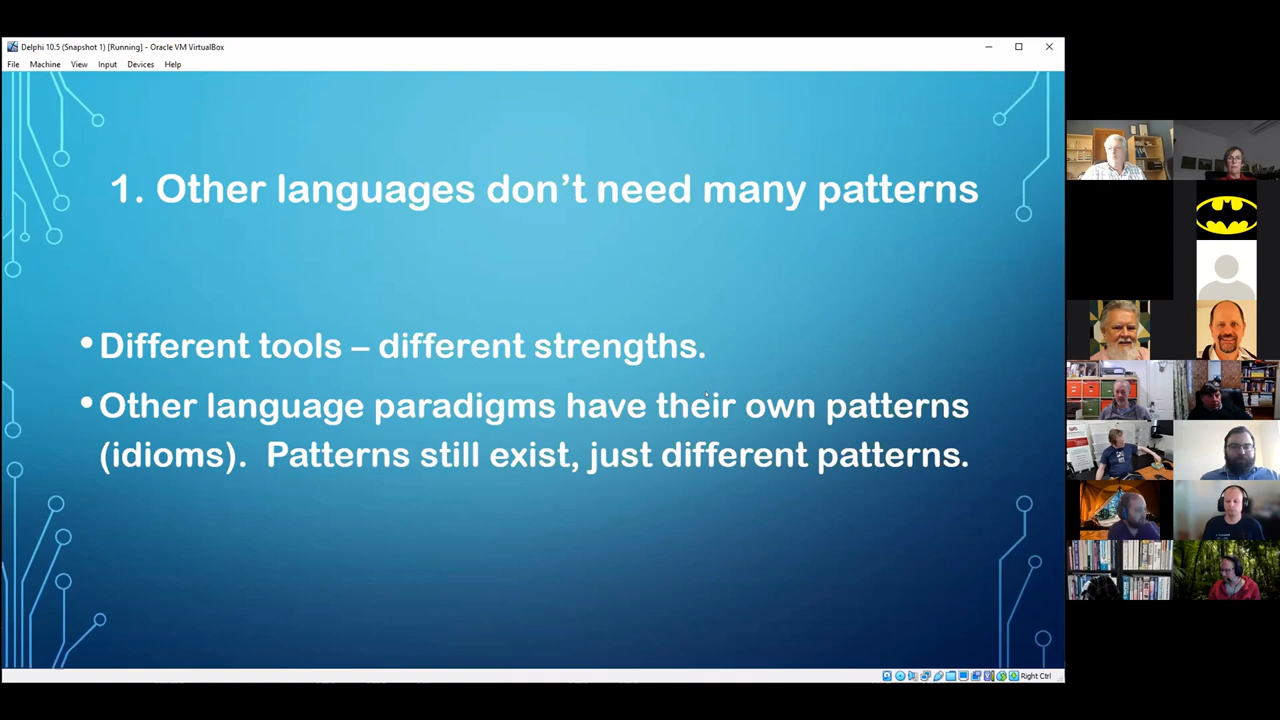 Delphi 10.5 (Snapshot 1) [Running] - Oracle VM VirtualBox
File Machine View Input Devices Help
1. Other languages don't need many patterns
• Different tools – different strengths.
• Other language paradigms have their own patterns
(idioms). Patterns still exist, just different patterns.
Right Ctrl